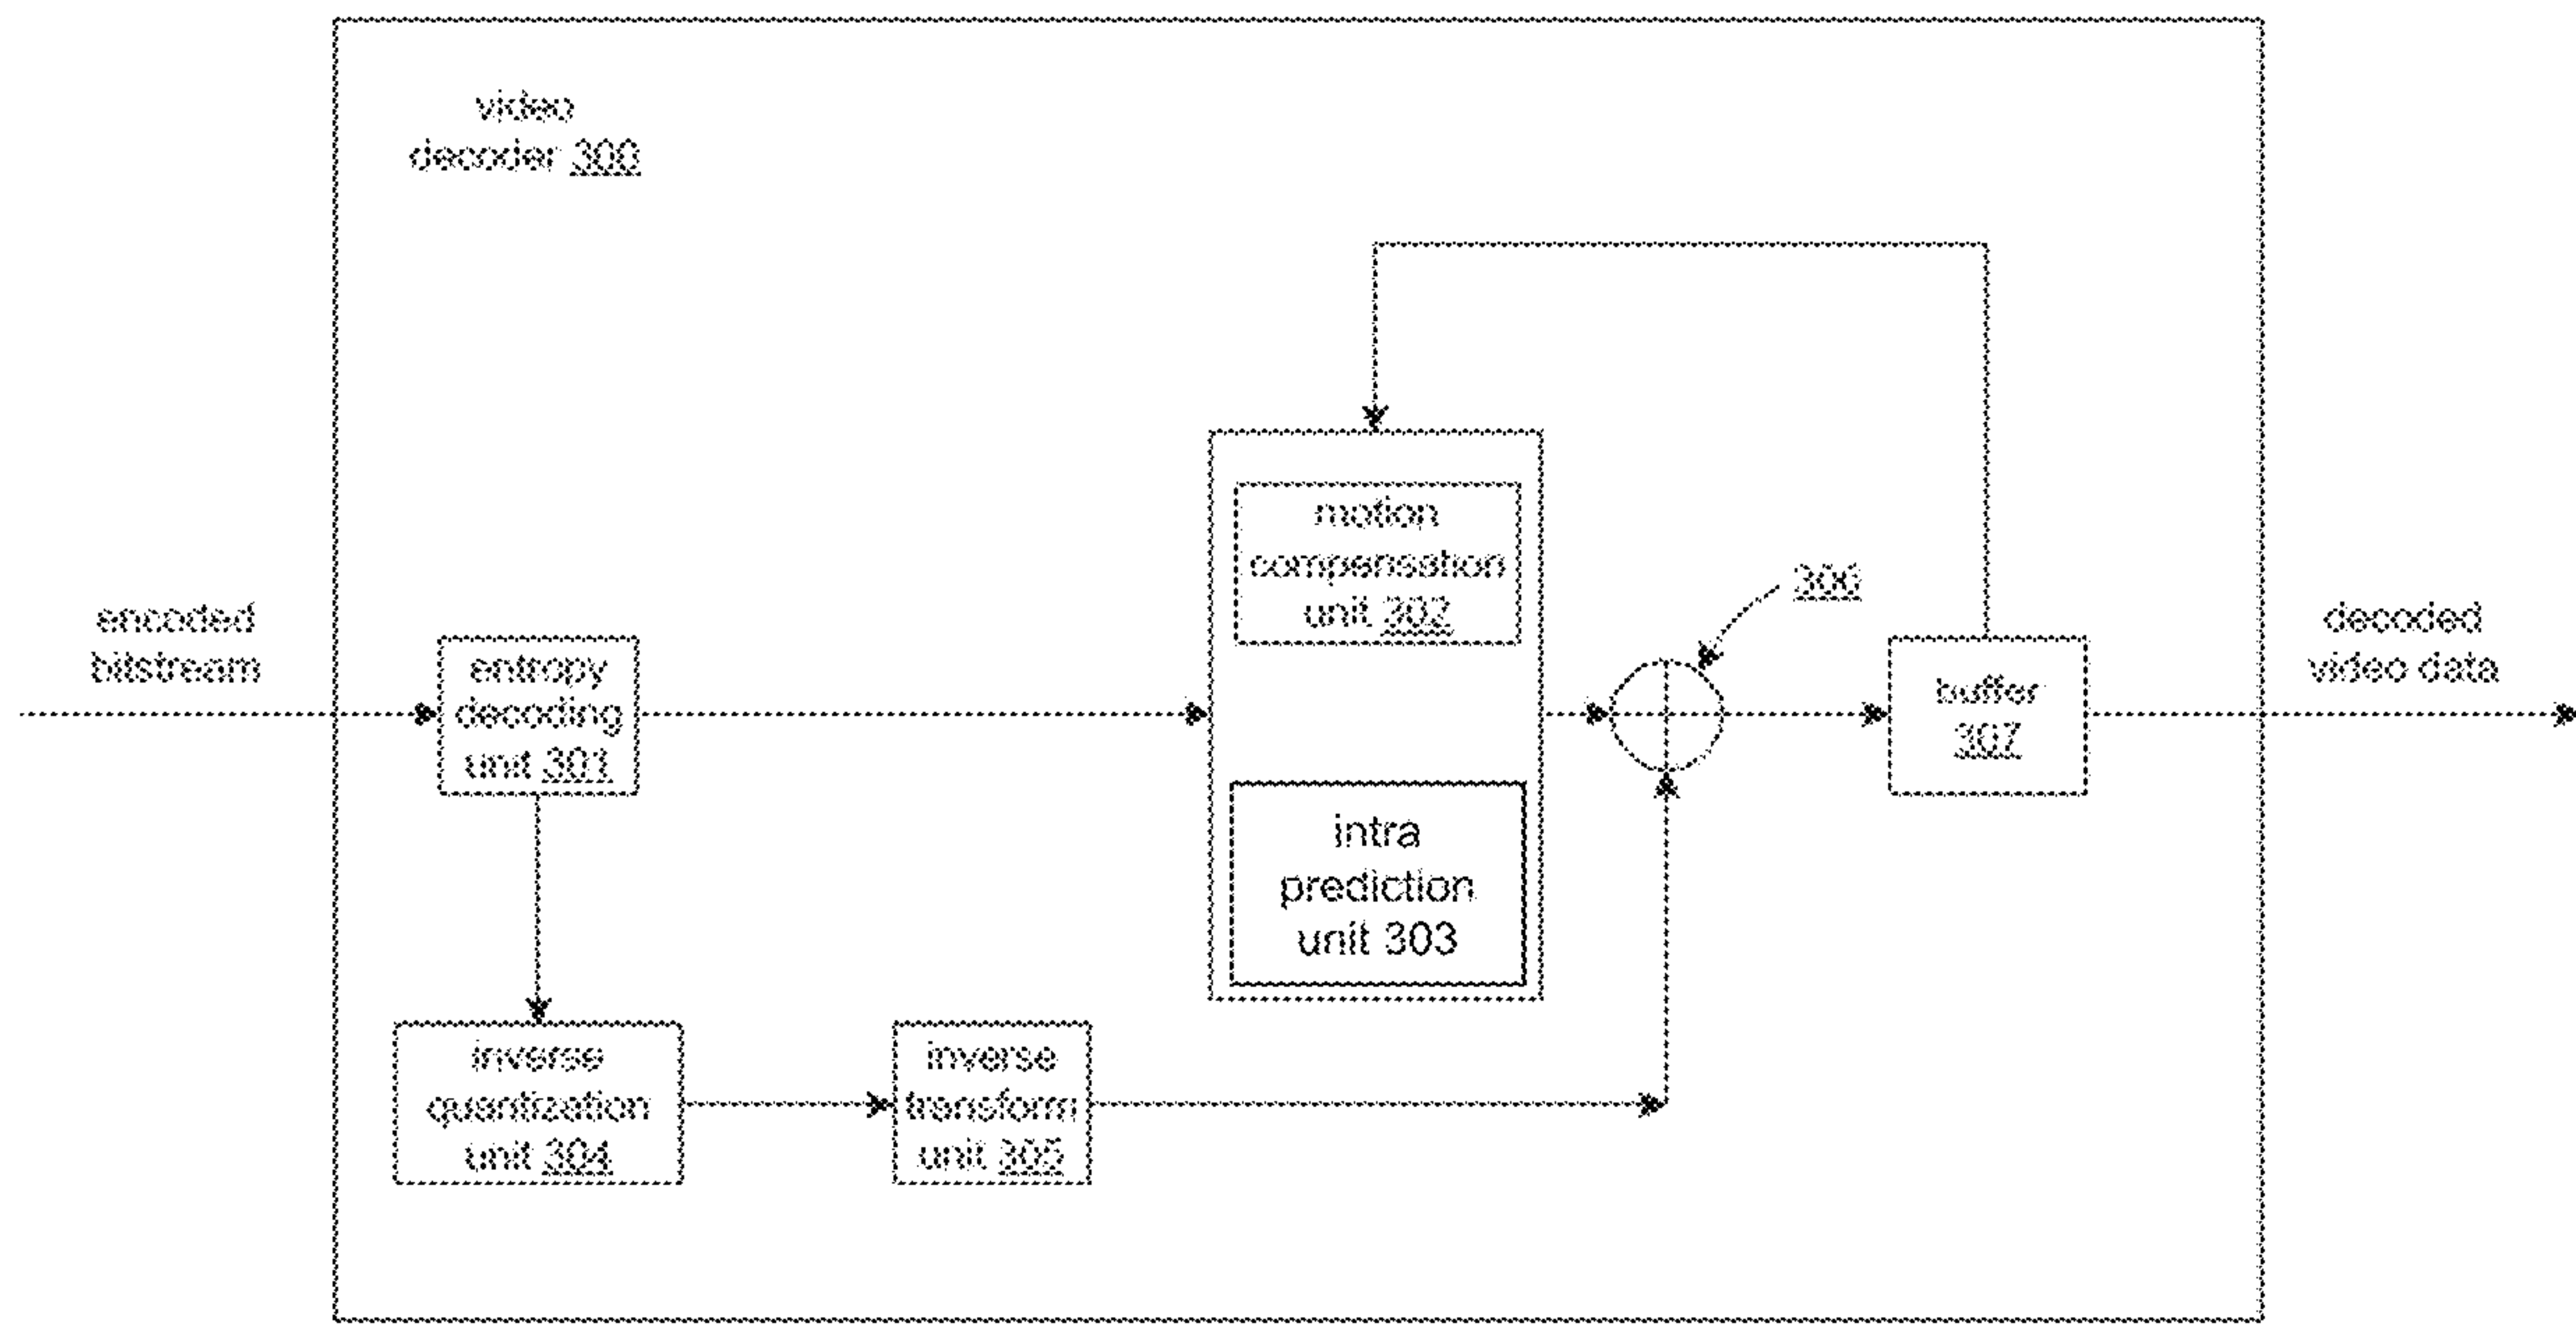 video
decoder 300
encoded
bitstream
entropy
decoding
unit 301
motion
compensation
unit 302
intra
prediction
unit 303
306
buffer
307
decoded
video data
inverse
quantization
unit 304
inverse
transform
unit 305